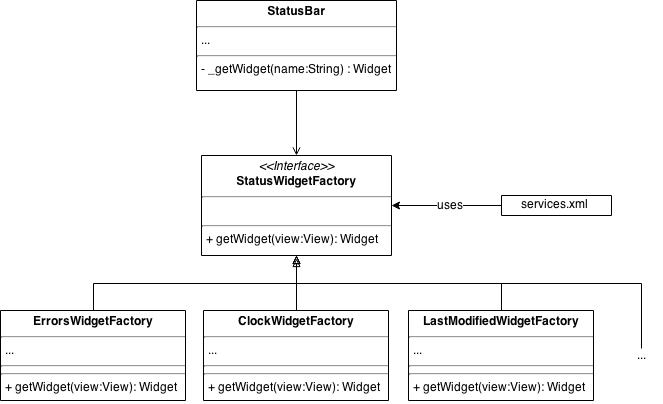 StatusBar
...
- _getWidget(name:String) : Widget
<<Interface>>
StatusWidgetFactory
+ getWidget(view:View): Widget
uses
services.xml
ErrorsWidgetFactory
...
+ getWidget(view:View): Widget
ClockWidgetFactory
...
+ getWidget(view:View): Widget
LastModifiedWidgetFactory
...
+ getWidget(view:View): Widget
...